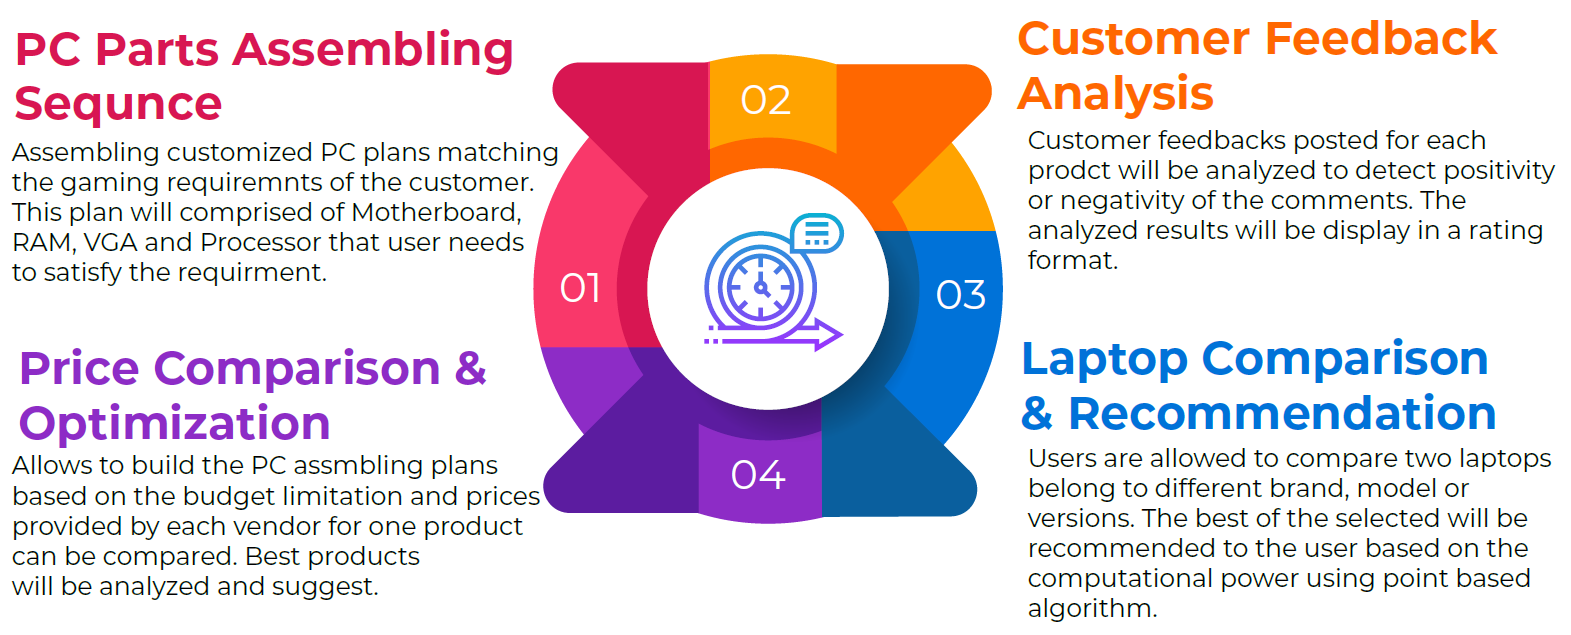 PC Parts Assembling
Sequnce
Assembling customized PC plans matching
the gaming requiremnts of the customer.
This plan will comprised of Motherboard,
RAM, VGA and Processor that user needs
to satisfy the requirment.
01
02
Customer Feedback
Analysis
Customer feedbacks posted for each
prodct will be analyzed to detect positivity
or negativity of the comments. The
analyzed results will be display in a rating
format.
03
Laptop Comparison
& Recommendation
Users are allowed to compare two laptops
belong to different brand, model or
versions. The best of the selected will be
recommended to the user based on the
computational power using point based
algorithm.
04
Price Comparison &
Optimization
Allows to build the PC assmbling plans
based on the budget limitation and prices
provided by each vendor for one product
can be compared. Best products
will be analyzed and suggest.